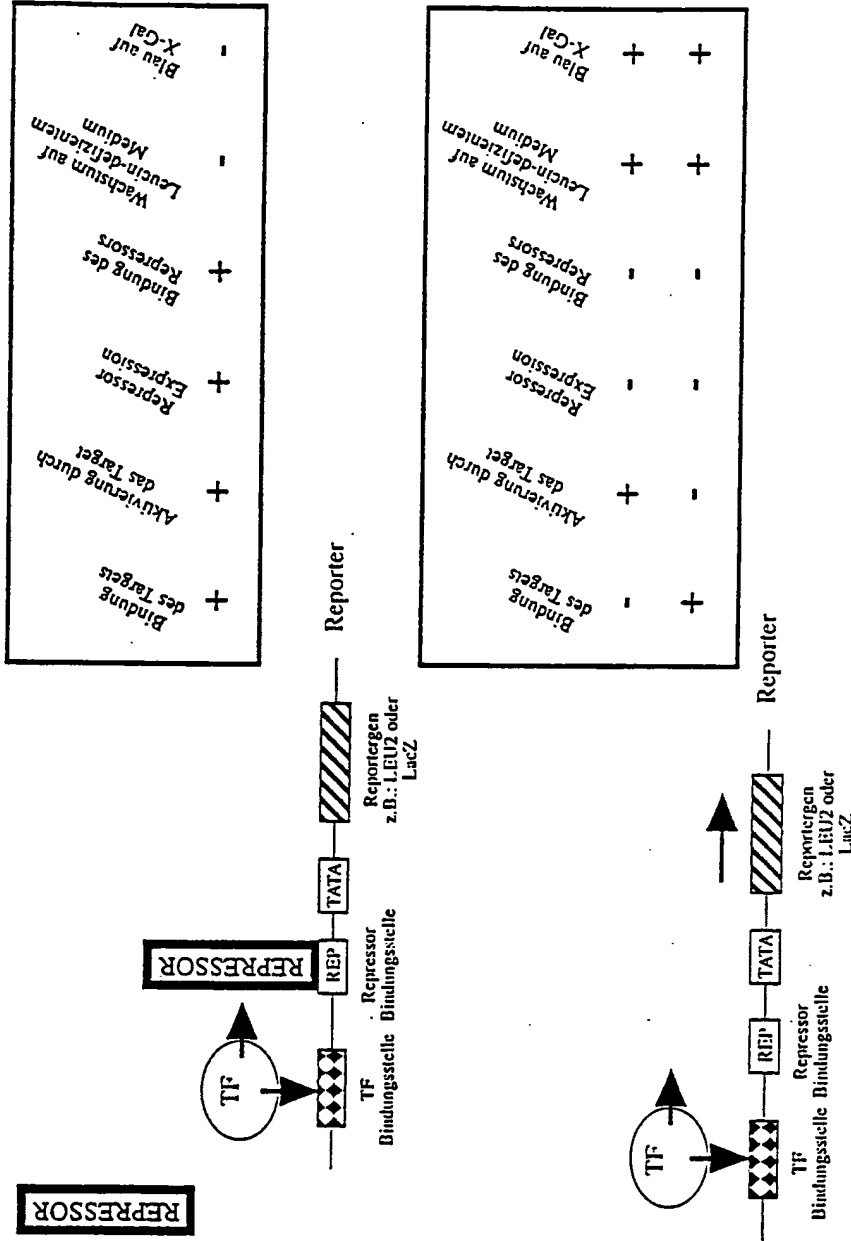 Bindung
des Targets
Aktivierung durch
das Target
Repressor
Expression
Bindung des
Repressors
Wachstum auf
Leucin-defizientem
Medium
Blau auf
X-Gal
+ + + + - -
REPRESSOR
REPRESSOR
TF
REP
TATA
Reporter
TF
Bindungsstelle
Repressor
Bindungsstelle
Reportergen
z.B.: LEU2 oder
LacZ
Bindung
des Targets
Aktivierung durch
das Target
Repressor
Expression
Bindung des
Repressors
Wachstum auf
Leucin-defizientem
Medium
Blau auf
X-Gal
- + - - + +
+ - - - + +
TF
REP
TATA
Reporter
TF
Bindungsstelle
Repressor
Bindungsstelle
Reportergen
z.B.: LEU2 oder
LacZ